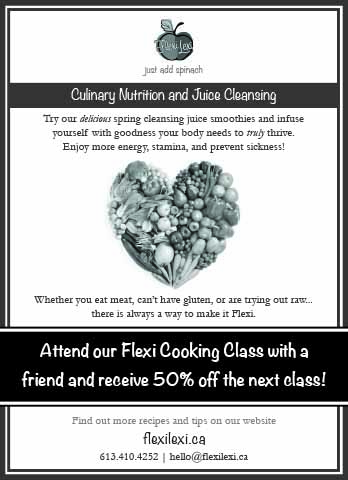 Flexi Lexi
just add spinach
Culinary Nutrition and Juice Cleansing
Try our delicious spring cleansing juice smoothies and infuse
yourself with goodness your body needs to truly thrive.
Enjoy more energy, stamina, and prevent sickness!
Whether you eat meat, can't have gluten, or are trying out raw...
there is always a way to make it Flexi.
Attend our Flexi Cooking Class with a
friend and receive 50% off the next class!
Find out more recipes and tips on our website
flexilexi.ca
613.410.4252 | hello@flexilexi.ca